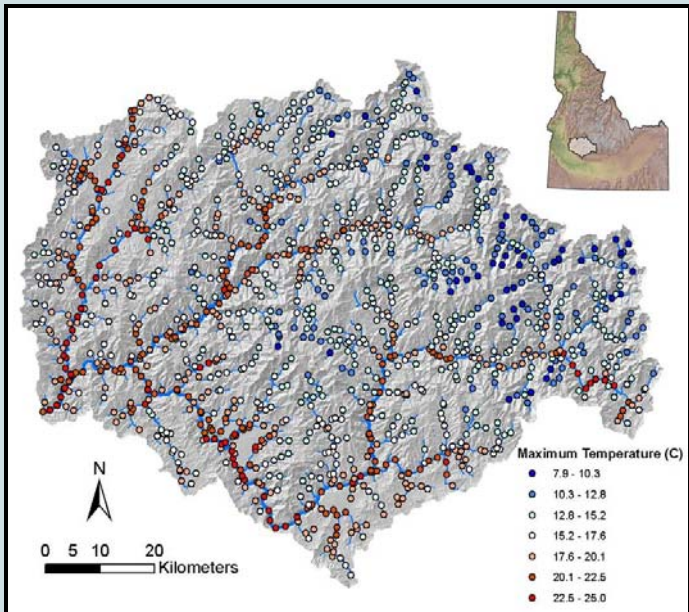 Maximum Temperature (C)
7.9 - 10.3
10.3 - 12.8
12.8 - 15.2
15.2 - 17.6
17.6 - 20.1
20.1 - 22.5
22.5 - 25.0
N
0 5 10 20
Kilometers